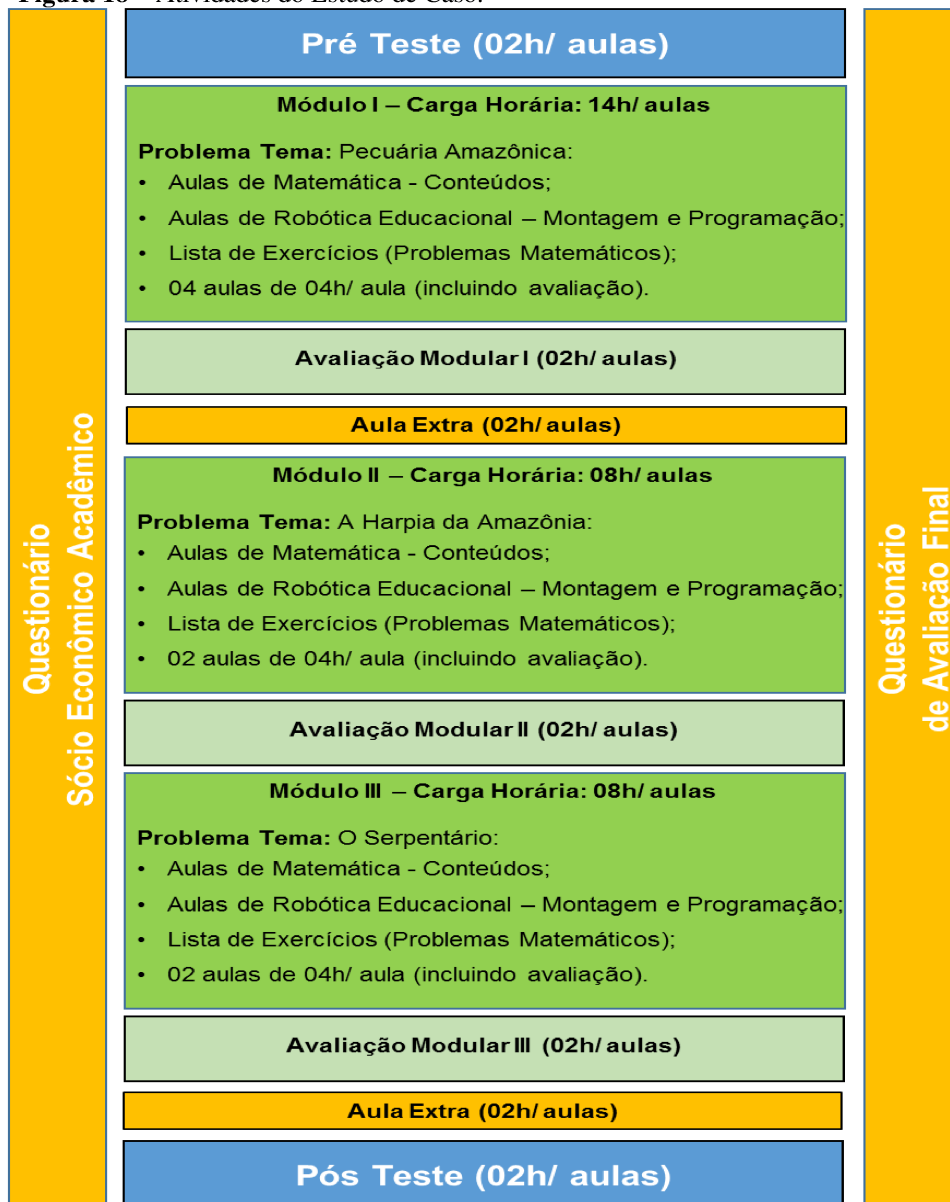 Figura 18 – Atividades do Estudo de Caso.
Questionário
Sócio Econômico Acadêmico
Pré Teste (02h/ aulas)
Módulo I – Carga Horária: 14h/ aulas
Problema Tema: Pecuária Amazônica:
• Aulas de Matemática - Conteúdos;
• Aulas de Robótica Educacional – Montagem e Programação;
• Lista de Exercícios (Problemas Matemáticos);
• 04 aulas de 04h/ aula (incluindo avaliação).
Avaliação Modular I (02h/ aulas)
Aula Extra (02h/ aulas)
Módulo II – Carga Horária: 08h/ aulas
Problema Tema: A Harpia da Amazônia:
• Aulas de Matemática - Conteúdos;
• Aulas de Robótica Educacional – Montagem e Programação;
• Lista de Exercícios (Problemas Matemáticos);
• 02 aulas de 04h/ aula (incluindo avaliação).
Avaliação Modular II (02h/ aulas)
Módulo III – Carga Horária: 08h/ aulas
Problema Tema: O Serpentário:
• Aulas de Matemática - Conteúdos;
• Aulas de Robótica Educacional – Montagem e Programação;
• Lista de Exercícios (Problemas Matemáticos);
• 02 aulas de 04h/ aula (incluindo avaliação).
Avaliação Modular III (02h/ aulas)
Aula Extra (02h/ aulas)
Pós Teste (02h/ aulas)
Questionário
de Avaliação Final